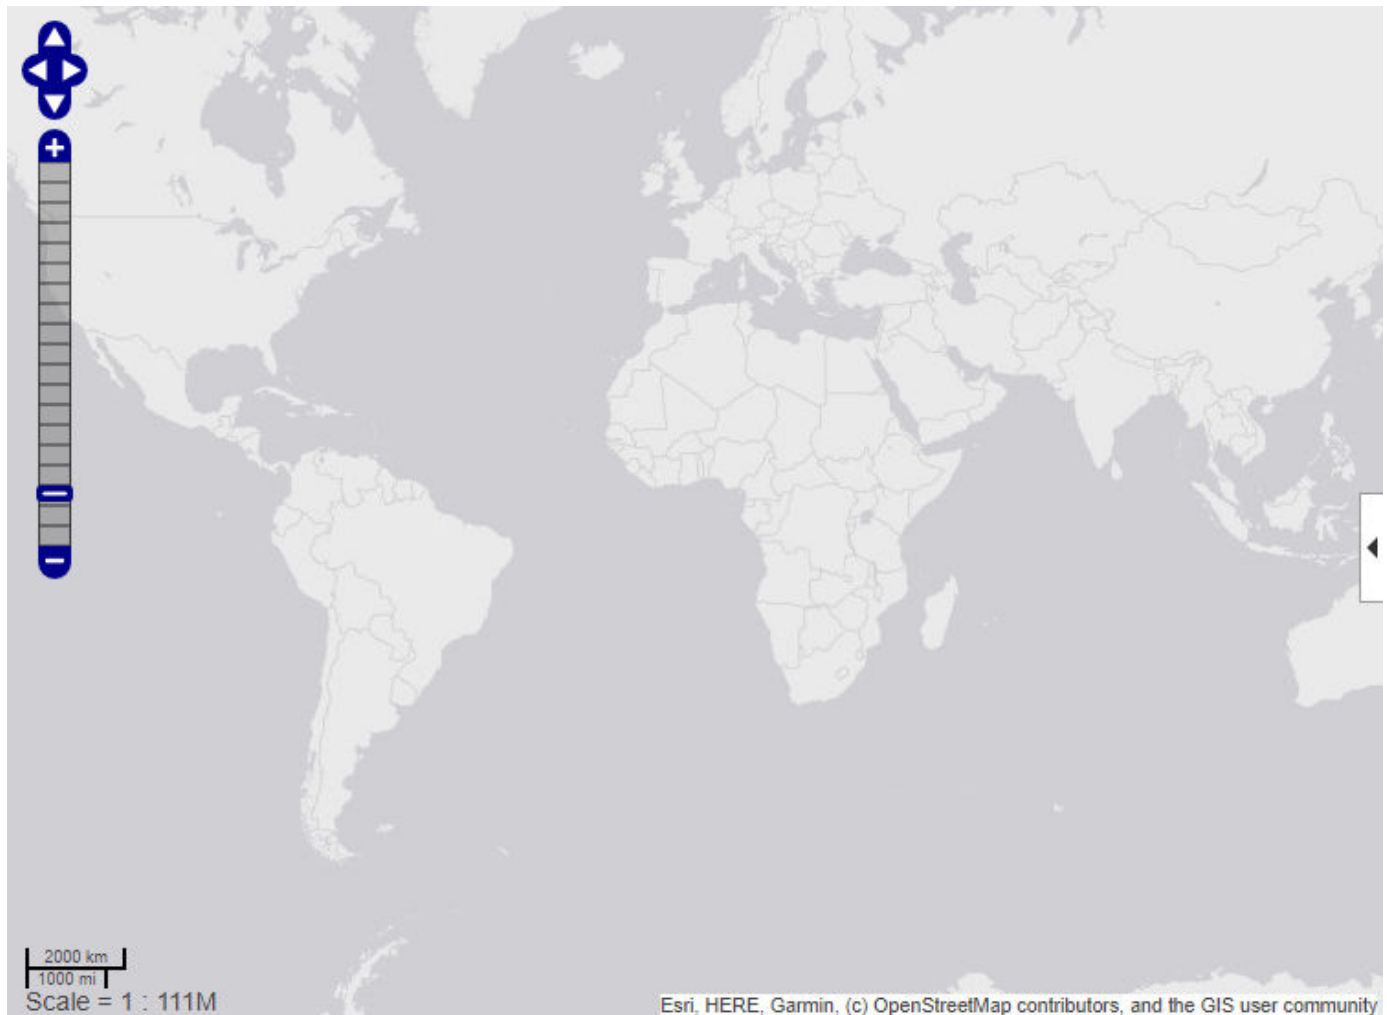 2000 km
1000 mi
Scale = 1 : 111M
Esri, HERE, Garmin, (c) OpenStreetMap contributors, and the GIS user community